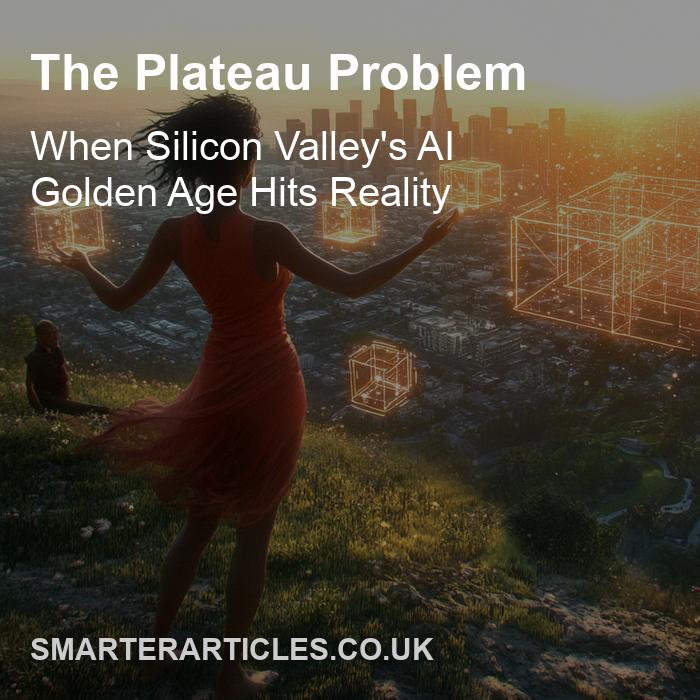 The Plateau Problem
When Silicon Valley's AI
Golden Age Hits Reality
SMARTERARTICLES.CO.UK